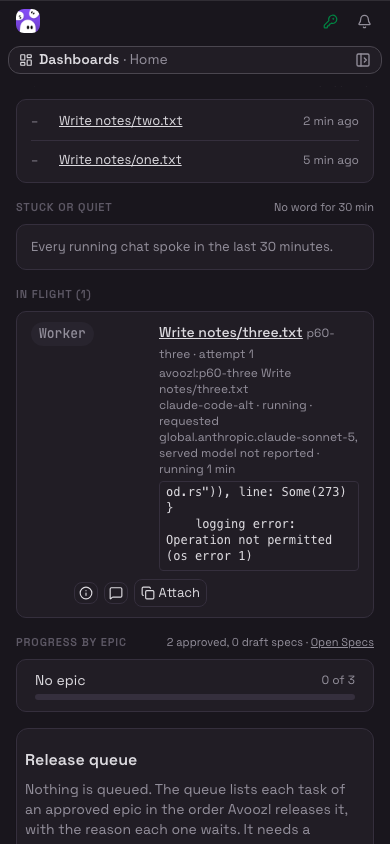 Dashboards · Home
– Write notes/two.txt 2 min ago
– Write notes/one.txt 5 min ago
STUCK OR QUIET No word for 30 min
Every running chat spoke in the last 30 minutes.
IN FLIGHT (1)
Worker
Write notes/three.txt p60-
three · attempt 1
avoozl:p60-three Write
notes/three.txt
claude-code-alt · running ·
requested
global.anthropic.claude-sonnet-5,
served model not reported ·
running 1 min
od.rs")), line: Some(273)
}
logging error:
Operation not permitted
(os error 1)
Attach
PROGRESS BY EPIC 2 approved, 0 draft specs · Open Specs
No epic 0 of 3
Release queue
Nothing is queued. The queue lists each task of
an approved epic in the order Avoozl releases it,
with the reason each one waits. It needs a